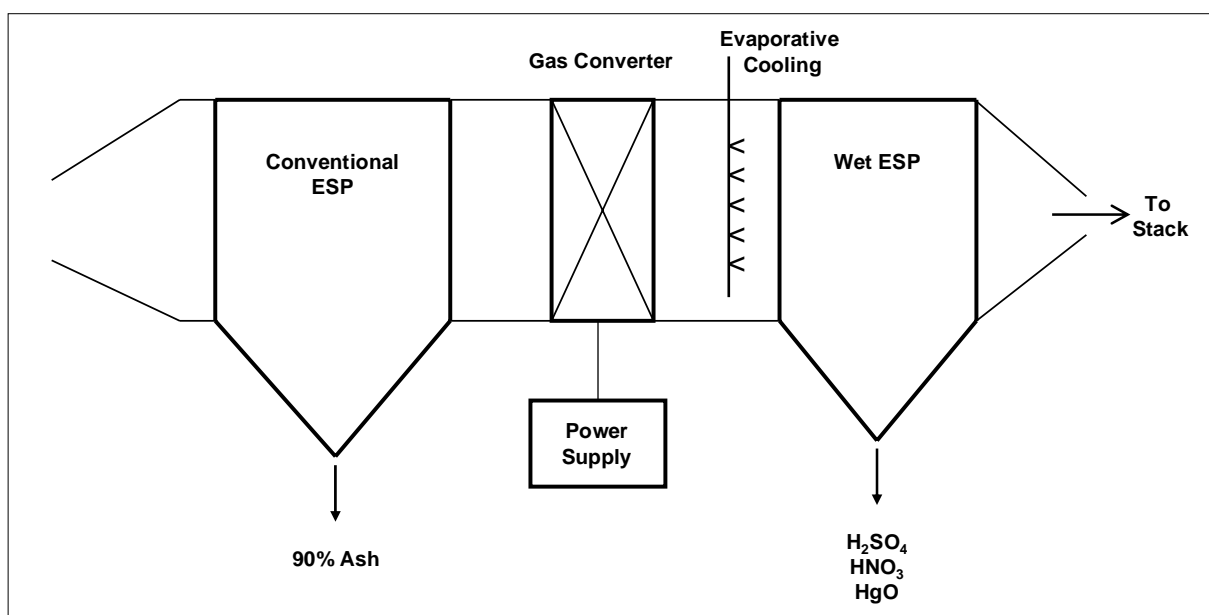 Evaporative
Cooling
Gas Converter
Conventional
ESP
Wet ESP
To
Stack
Power
Supply
90% Ash
H₂SO₄
HNO₃
HgO